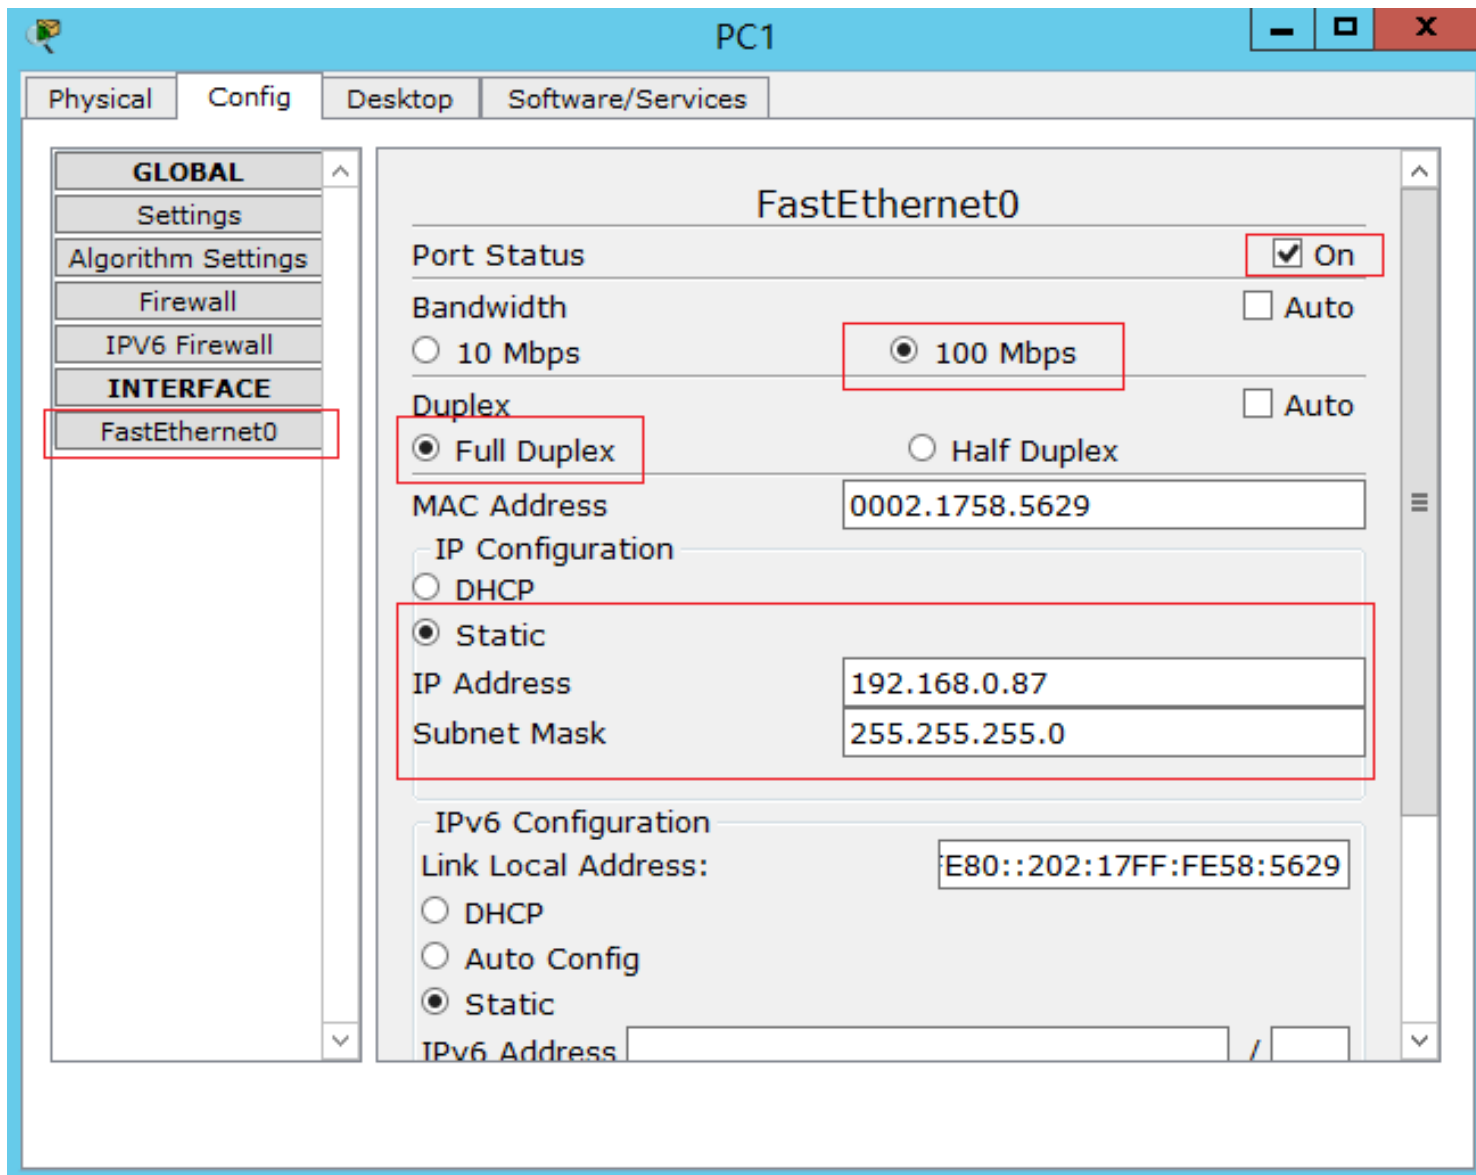 PC1
Physical Config Desktop Software/Services
GLOBAL
Settings
Algorithm Settings
Firewall
IPV6 Firewall
INTERFACE
FastEthernet0
FastEthernet0
Port Status On
Bandwidth Auto
10 Mbps 100 Mbps
Duplex Auto
Full Duplex Half Duplex
MAC Address 0002.1758.5629
IP Configuration
DHCP
Static
IP Address 192.168.0.87
Subnet Mask 255.255.255.0
IPv6 Configuration
Link Local Address: FE80::202:17FF:FE58:5629
DHCP
Auto Config
Static
IPv6 Address /